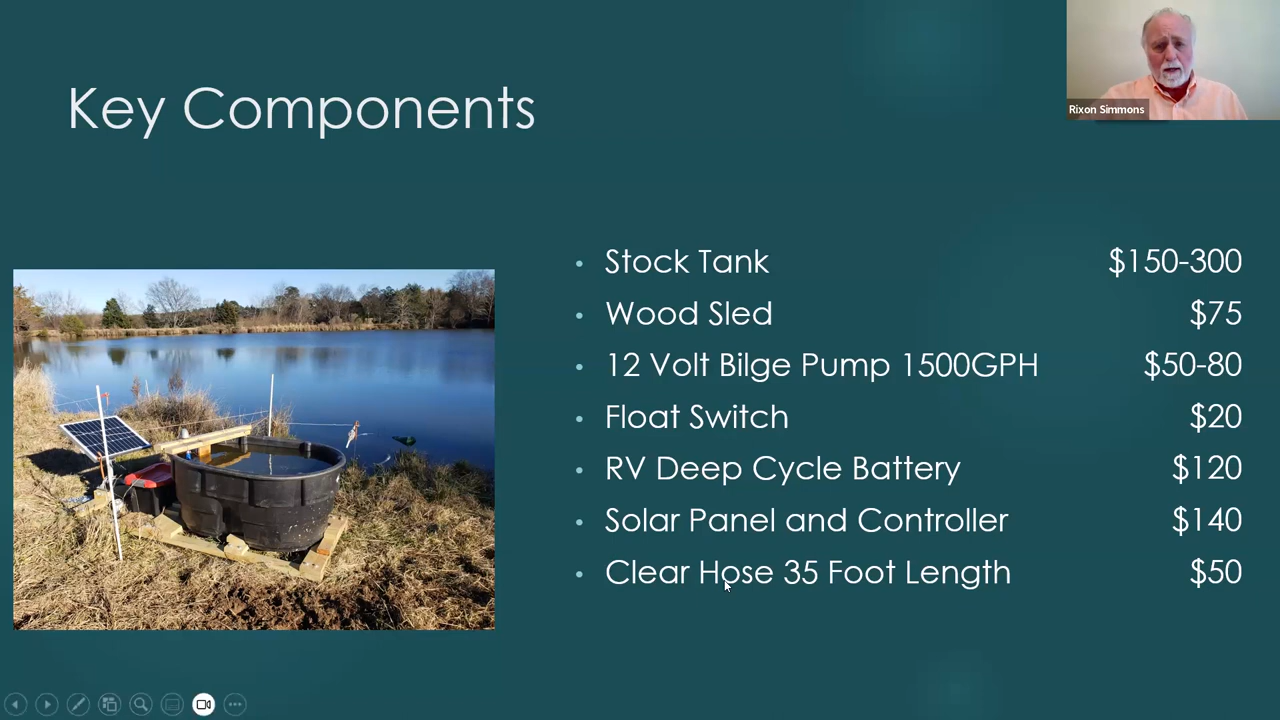 Key Components
Rixon Simmons
Stock Tank $150-300
Wood Sled $75
12 Volt Bilge Pump 1500GPH $50-80
Float Switch $20
RV Deep Cycle Battery $120
Solar Panel and Controller $140
Clear Hose 35 Foot Length $50